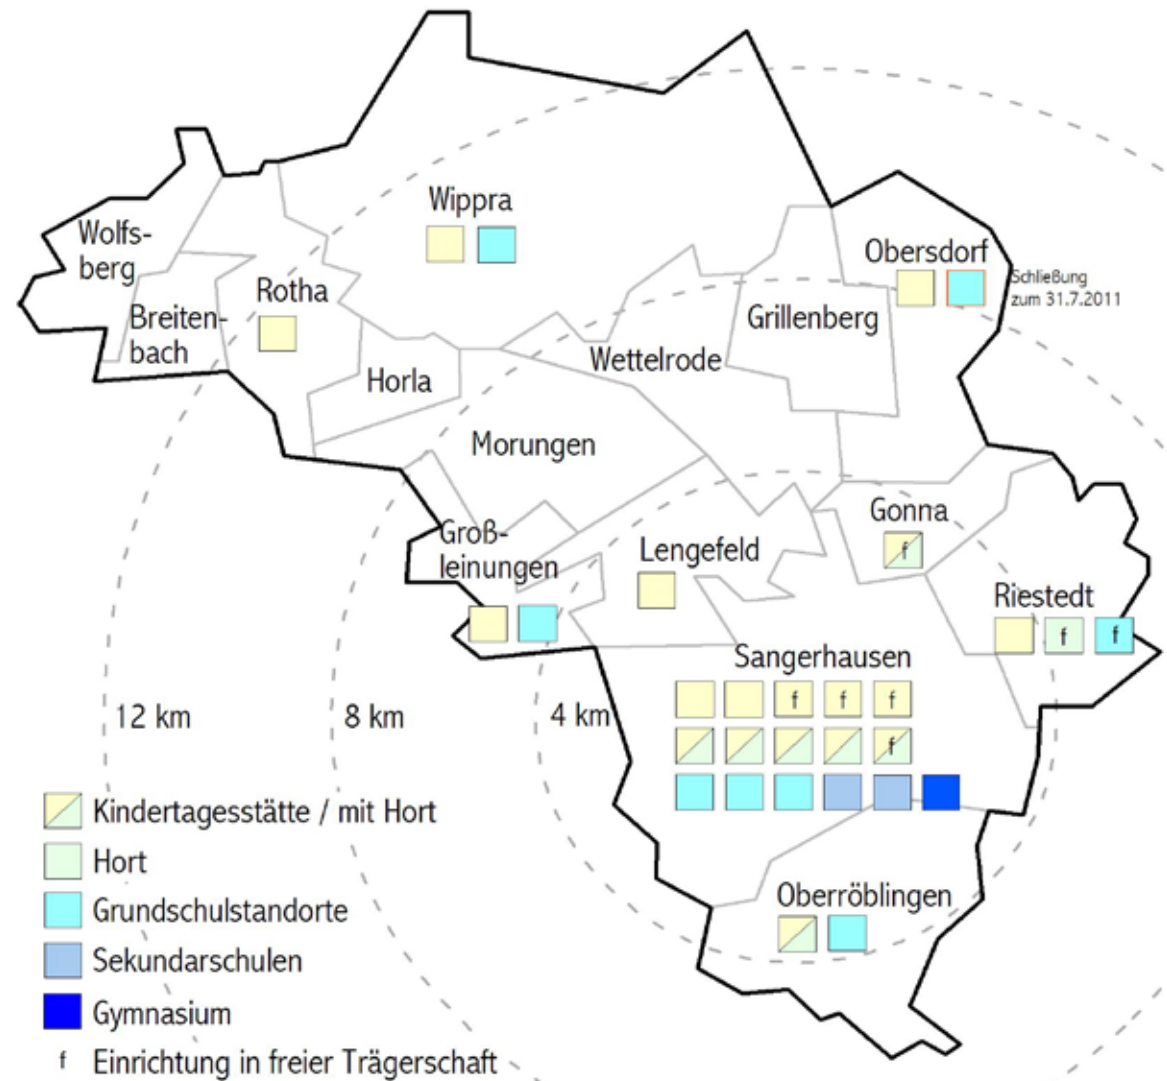 Wippra
Wolfs-
berg
Obersdorf
Schließung
zum 31.7.2011
Rotha
Breiten-
bach
Grillenberg
Wettelrode
Horla
Morungen
Gonna
f
Groß-
leinungen
Lengefeld
Riestedt
f f
Sangerhausen
f f f
f
12 km
8 km
4 km
Kindertagesstätte / mit Hort
Hort
Grundschulstandorte
Oberröblingen
Sekundarschulen
Gymnasium
f Einrichtung in freier Trägerschaft